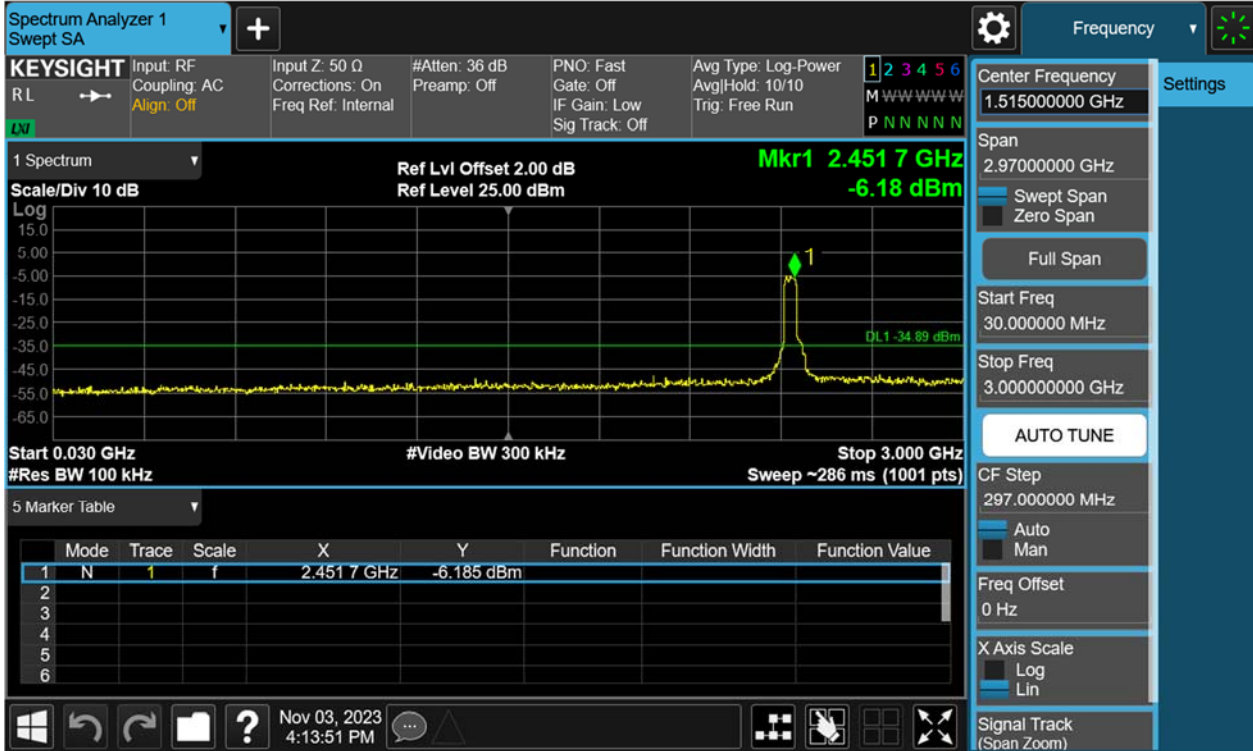 Spectrum Analyzer 1
Swept SA
Frequency
KEYSIGHT
R L
LXI
Input: RF
Coupling: AC
Align: Off
Input Z: 50 Ω
Corrections: On
Freq Ref: Internal
#Atten: 36 dB
Preamp: Off
PNO: Fast
Gate: Off
IF Gain: Low
Sig Track: Off
Avg Type: Log-Power
Avg|Hold: 10/10
Trig: Free Run
1 2 3 4 5 6
M W W W W W
P N N N N N
1 Spectrum
Scale/Div 10 dB
Ref Lvl Offset 2.00 dB
Ref Level 25.00 dBm
Mkr1 2.451 7 GHz
-6.18 dBm
Log
15.0
5.00
-5.00
-15.0
-25.0
-35.0
-45.0
-55.0
-65.0
1
DL1 -34.89 dBm
Start 0.030 GHz
#Res BW 100 kHz
#Video BW 300 kHz
Stop 3.000 GHz
Sweep ~286 ms (1001 pts)
5 Marker Table
Mode Trace Scale X Y Function Function Width Function Value
1 N 1 f 2.451 7 GHz -6.185 dBm
2
3
4
5
6
Nov 03, 2023
4:13:51 PM
Center Frequency
1.515000000 GHz
Span
2.97000000 GHz
Swept Span
Zero Span
Full Span
Start Freq
30.000000 MHz
Stop Freq
3.000000000 GHz
AUTO TUNE
CF Step
297.000000 MHz
Auto
Man
Freq Offset
0 Hz
X Axis Scale
Log
Lin
Signal Track
(Span Zoom)
Settings